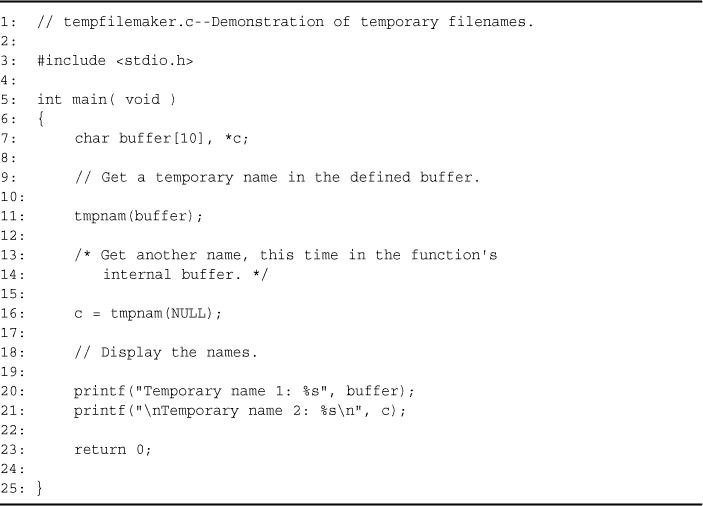 1: // tempfilemaker.c--Demonstration of temporary filenames.
2:
3: #include <stdio.h>
4:
5: int main( void )
6: {
7: char buffer[10], *c;
8:
9: // Get a temporary name in the defined buffer.
10:
11: tmpnam(buffer);
12:
13: /* Get another name, this time in the function's
14: internal buffer. */
15:
16: c = tmpnam(NULL);
17:
18: // Display the names.
19:
20: printf("Temporary name 1: %s", buffer);
21: printf("\nTemporary name 2: %s\n", c);
22:
23: return 0;
24:
25: }